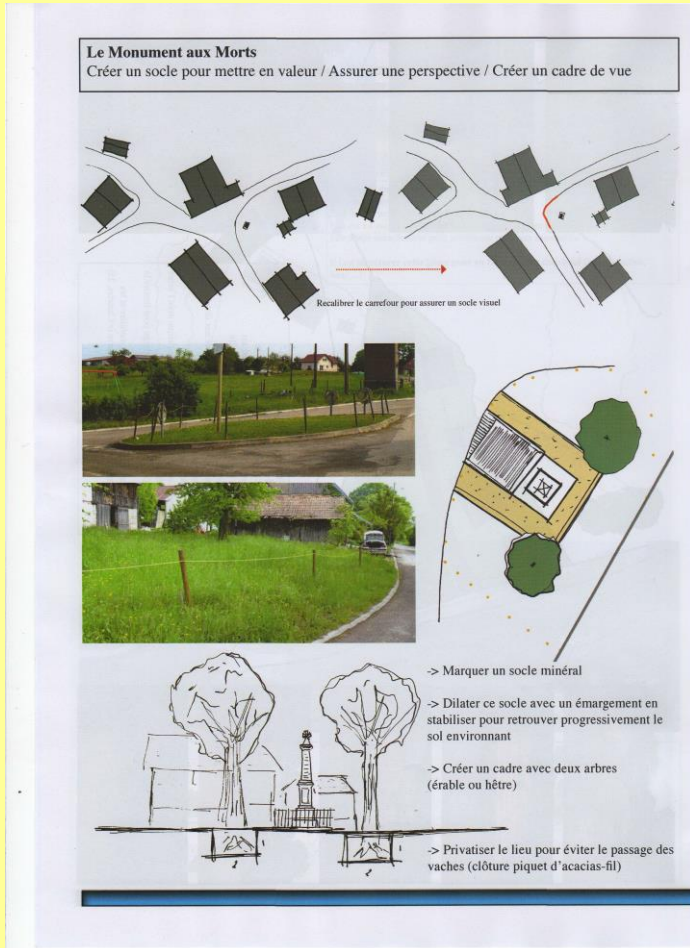 Le Monument aux Morts
Créer un socle pour mettre en valeur / Assurer une perspective / Créer un cadre de vue
Recalibrer le carrefour pour assurer un socle visuel
-> Marquer un socle minéral
-> Dilater ce socle avec un émargement en
stabiliser pour retrouver progressivement le
sol environnant
-> Créer un cadre avec deux arbres
(érable ou hêtre)
-> Privatiser le lieu pour éviter le passage des
vaches (clôture piquet d'acacias-fil)